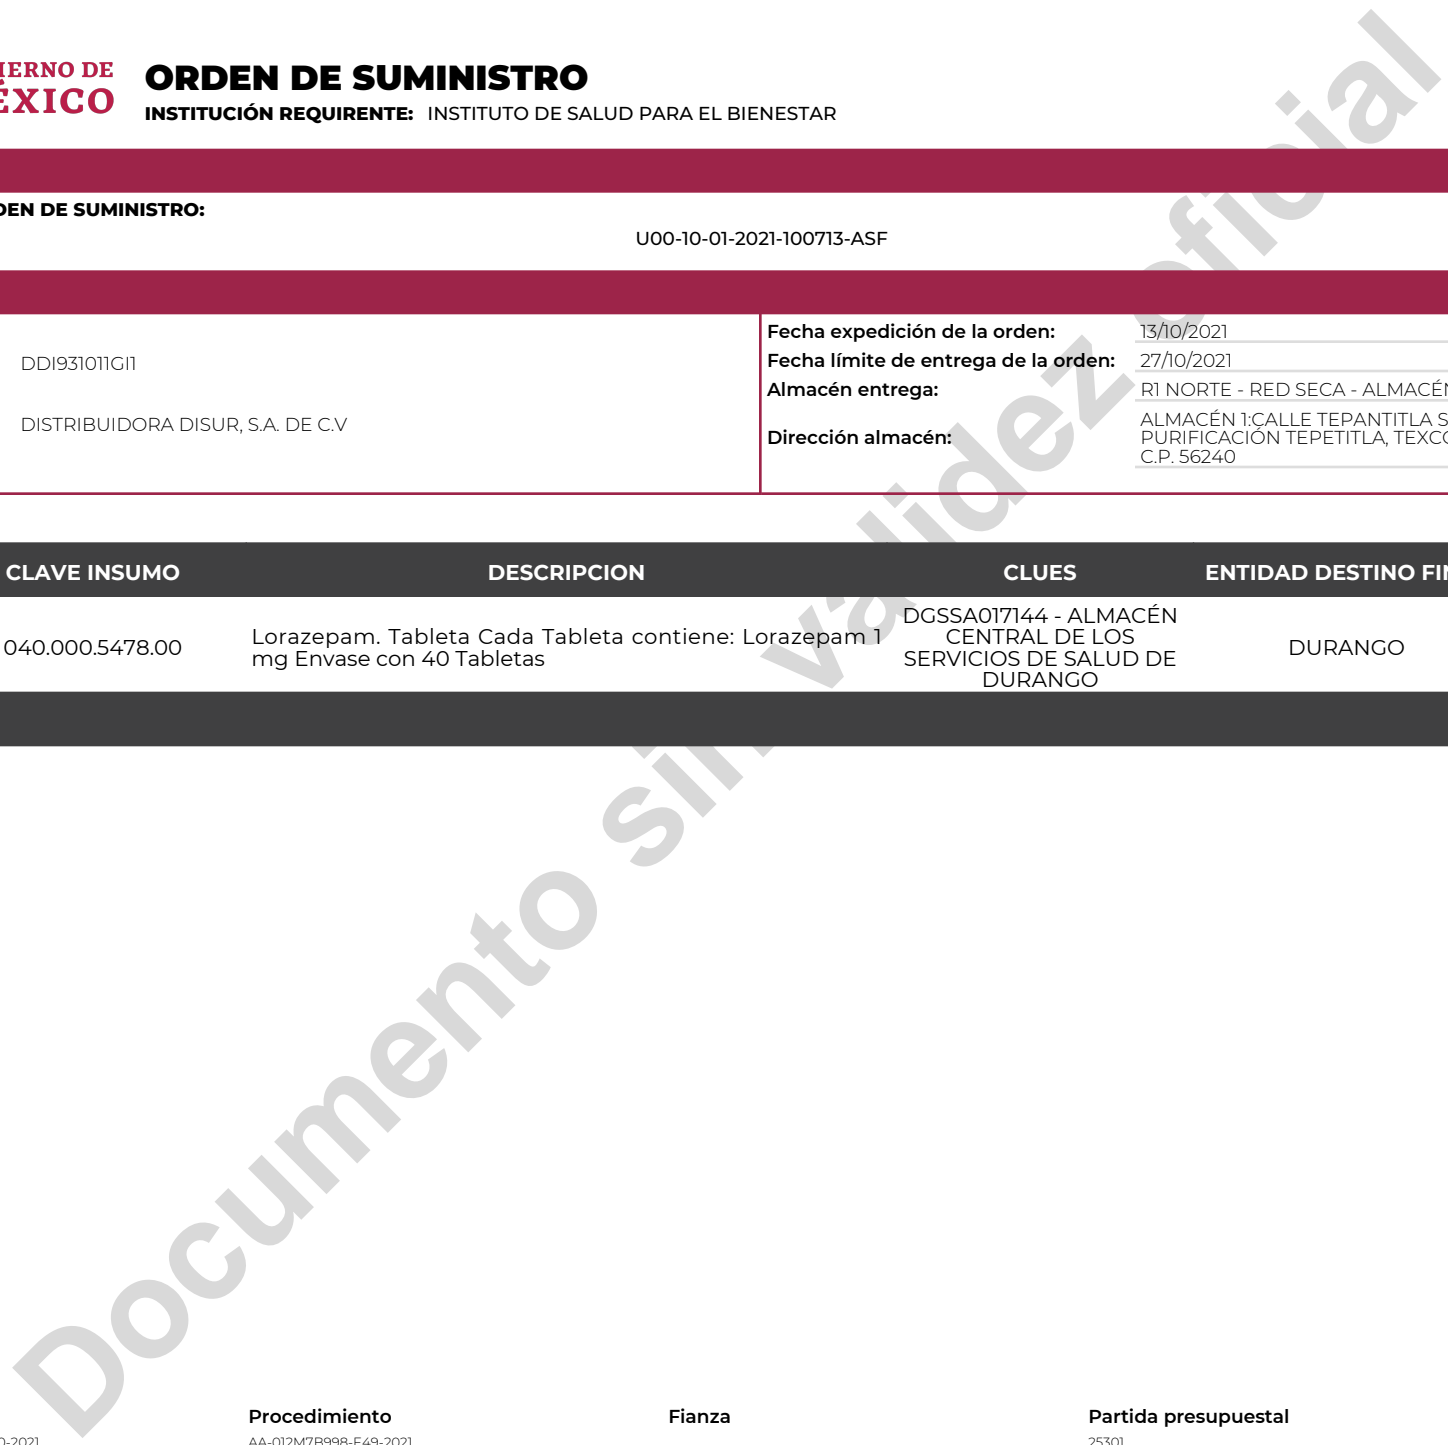 IERNO DE
ÉXICO
ORDEN DE SUMINISTRO
INSTITUCIÓN REQUIRENTE: INSTITUTO DE SALUD PARA EL BIENESTAR
DEN DE SUMINISTRO:
U00-10-01-2021-100713-ASF
DDI931011GI1
DISTRIBUIDORA DISUR, S.A. DE C.V
Fecha expedición de la orden: 13/10/2021
Fecha límite de entrega de la orden: 27/10/2021
Almacén entrega: R1 NORTE - RED SECA - ALMACÉN
Dirección almacén:
ALMACÉN 1:CALLE TEPANTITLA S
PURIFICACIÓN TEPETITLA, TEXCO
C.P. 56240
CLAVE INSUMO DESCRIPCION CLUES ENTIDAD DESTINO FIN
040.000.5478.00
Lorazepam. Tableta Cada Tableta contiene: Lorazepam 1
mg Envase con 40 Tabletas
DGSSA017144 - ALMACÉN
CENTRAL DE LOS
SERVICIOS DE SALUD DE
DURANGO
DURANGO
Documento sin validez oficial
Procedimiento Fianza Partida presupuestal
0-2021 AA-012M7B998-E49-2021 25301